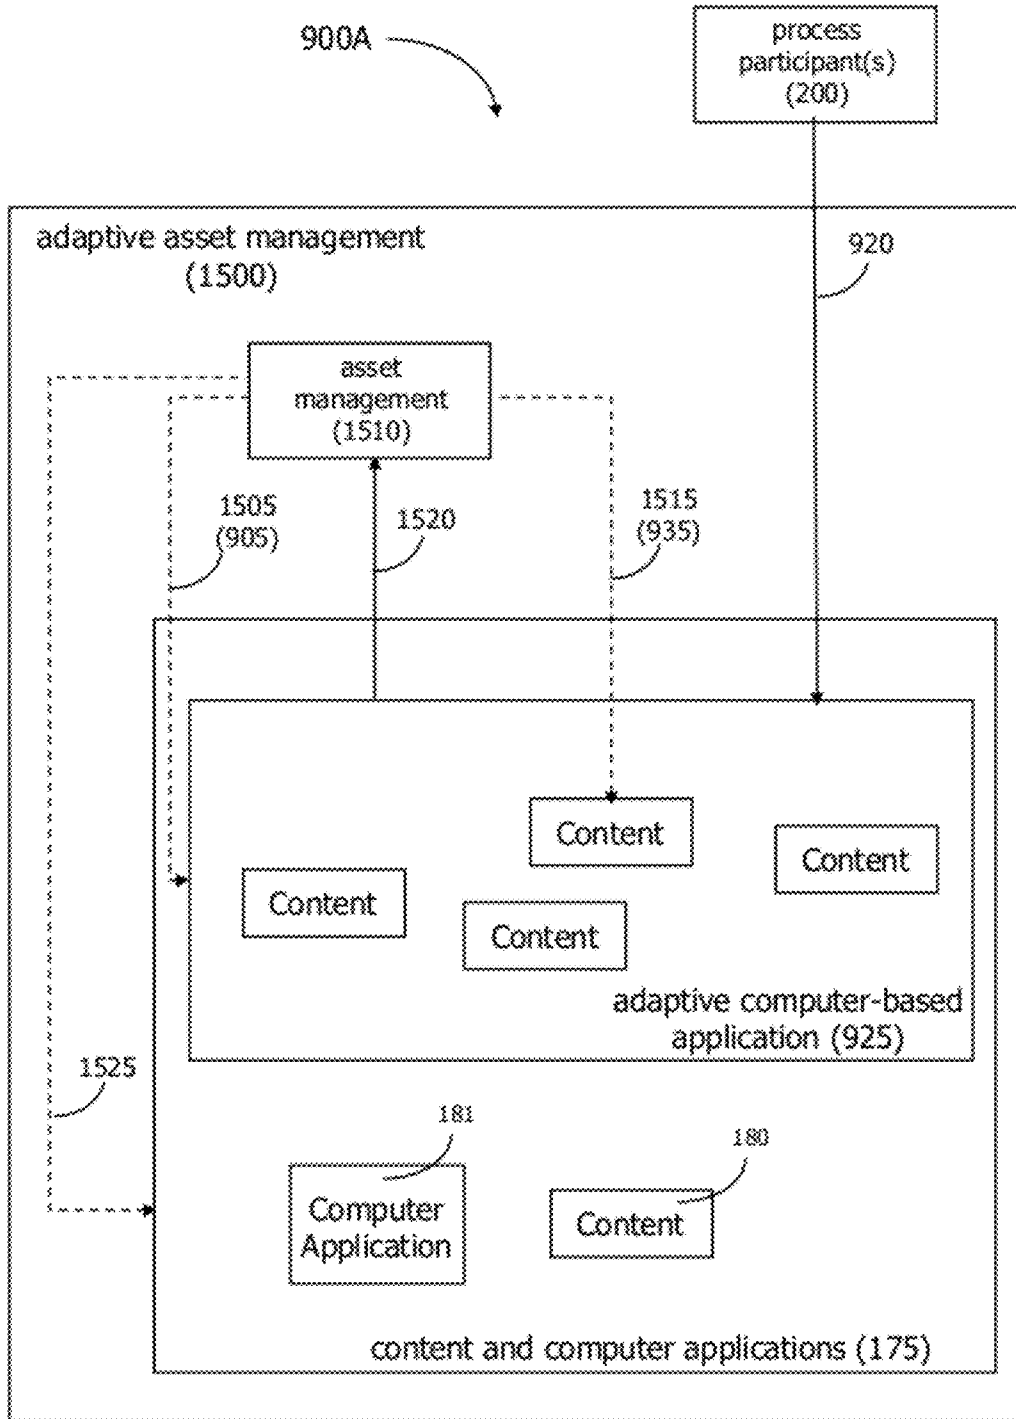 900A
process
participant(s)
(200)
adaptive asset management
(1500)
920
asset
management
(1510)
1505
(905)
1520
1515
(935)
Content
Content
Content
Content
adaptive computer-based
application (925)
1525
181
180
Computer
Application
Content
content and computer applications (175)